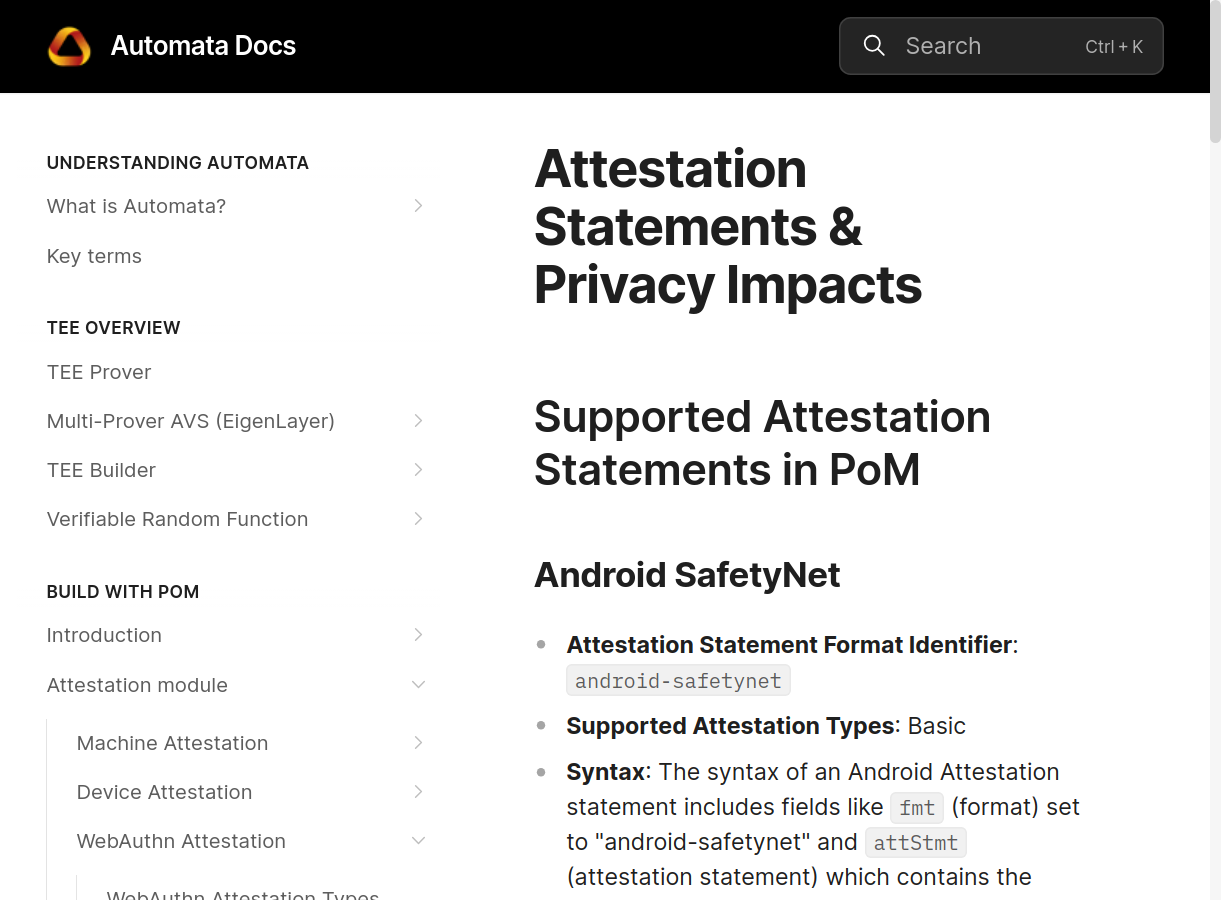 Automata Docs
Search
Ctrl + K
UNDERSTANDING AUTOMATA
What is Automata?
Key terms
TEE OVERVIEW
TEE Prover
Multi-Prover AVS (EigenLayer)
TEE Builder
Verifiable Random Function
BUILD WITH POM
Introduction
Attestation module
Machine Attestation
Device Attestation
WebAuthn Attestation
WebAuthn Attestation Types
Attestation
Statements &
Privacy Impacts
Supported Attestation
Statements in PoM
Android SafetyNet
Attestation Statement Format Identifier:
android-safetynet
Supported Attestation Types: Basic
Syntax: The syntax of an Android Attestation
statement includes fields like fmt (format) set
to "android-safetynet" and attStmt
(attestation statement) which contains the